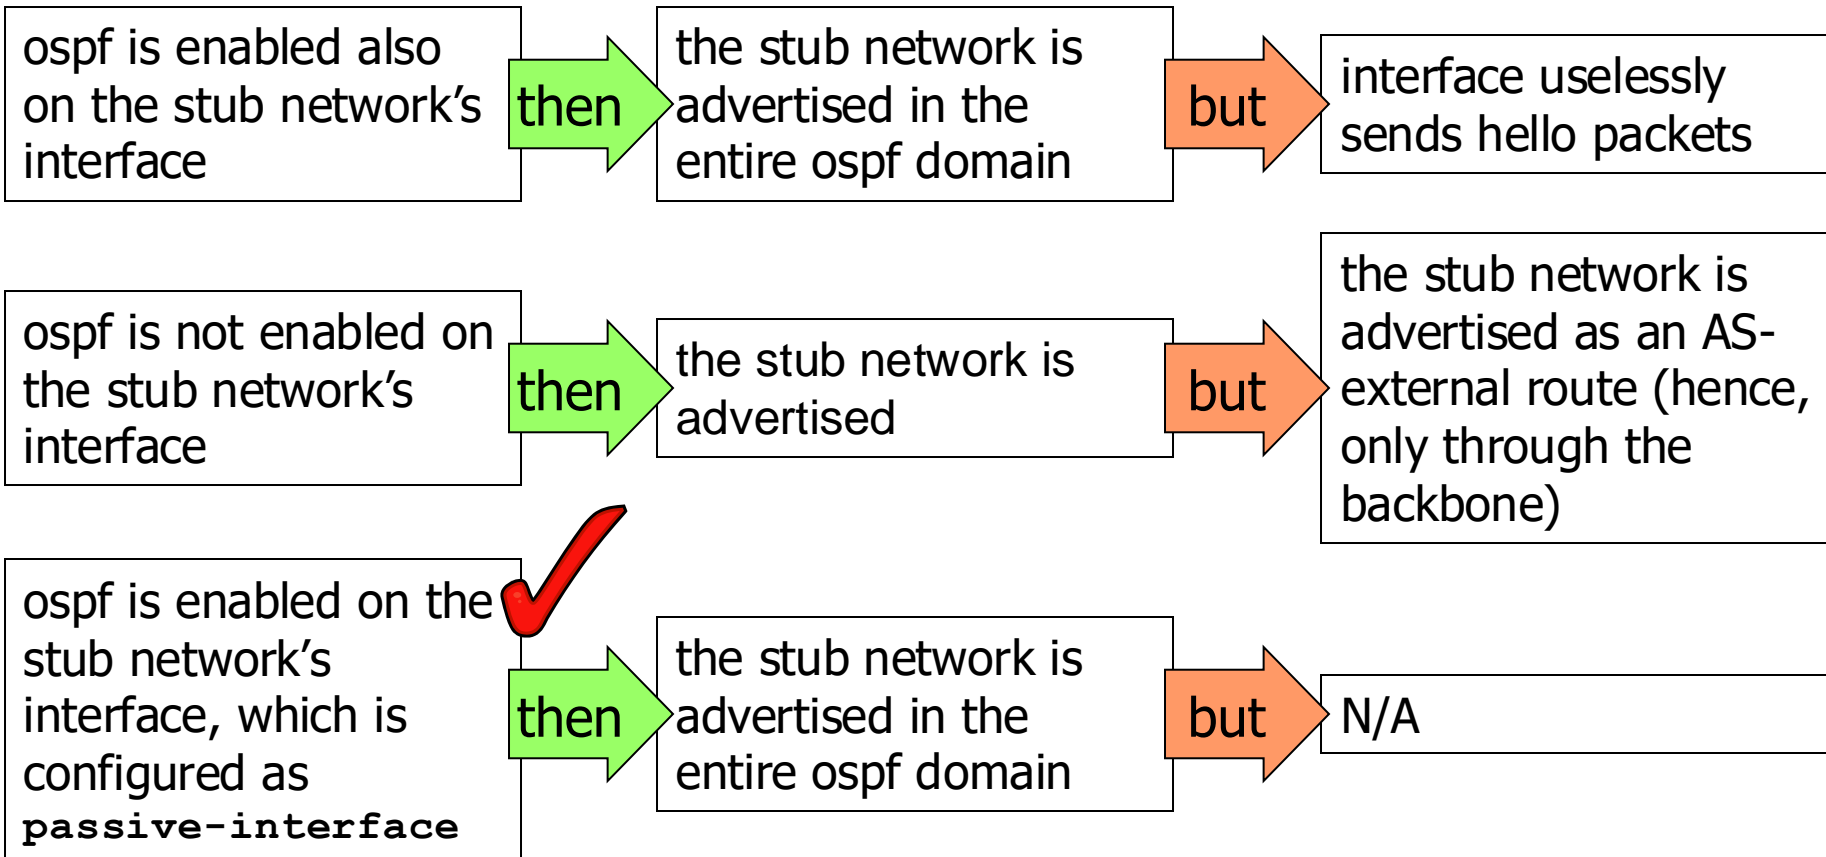 ospf is enabled also
on the stub network’s
interface
then
the stub network is
advertised in the
entire ospf domain
but
interface uselessly
sends hello packets
ospf is not enabled on
the stub network’s
interface
then
the stub network is
advertised
but
the stub network is
advertised as an AS-
external route (hence,
only through the
backbone)
ospf is enabled on the
stub network’s
interface, which is
configured as
passive-interface
then
the stub network is
advertised in the
entire ospf domain
but
N/A